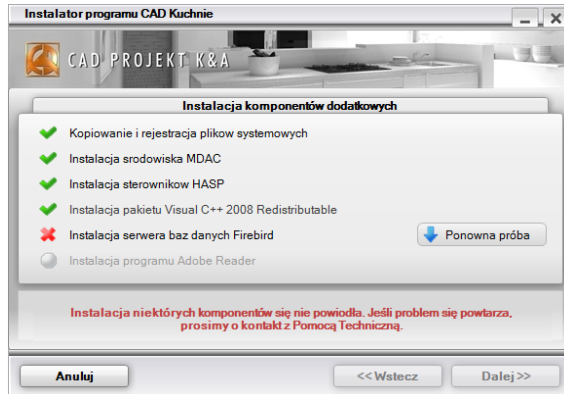 Instalator programu CAD Kuchnie
CAD PROJEKT K&A
Instalacja komponentów dodatkowych
Kopiowanie i rejestracja plikow systemowych
Instalacja srodowiska MDAC
Instalacja sterownikow HASP
Instalacja pakietu Visual C++ 2008 Redistributable
Instalacja serwera baz danych Firebird
Ponowna próba
Instalacja programu Adobe Reader
Instalacja niektórych komponentów się nie powiodła. Jeśli problem się powtarza,
prosimy o kontakt z Pomocą Techniczną.
Anuluj
<< Wstecz
Dalej >>